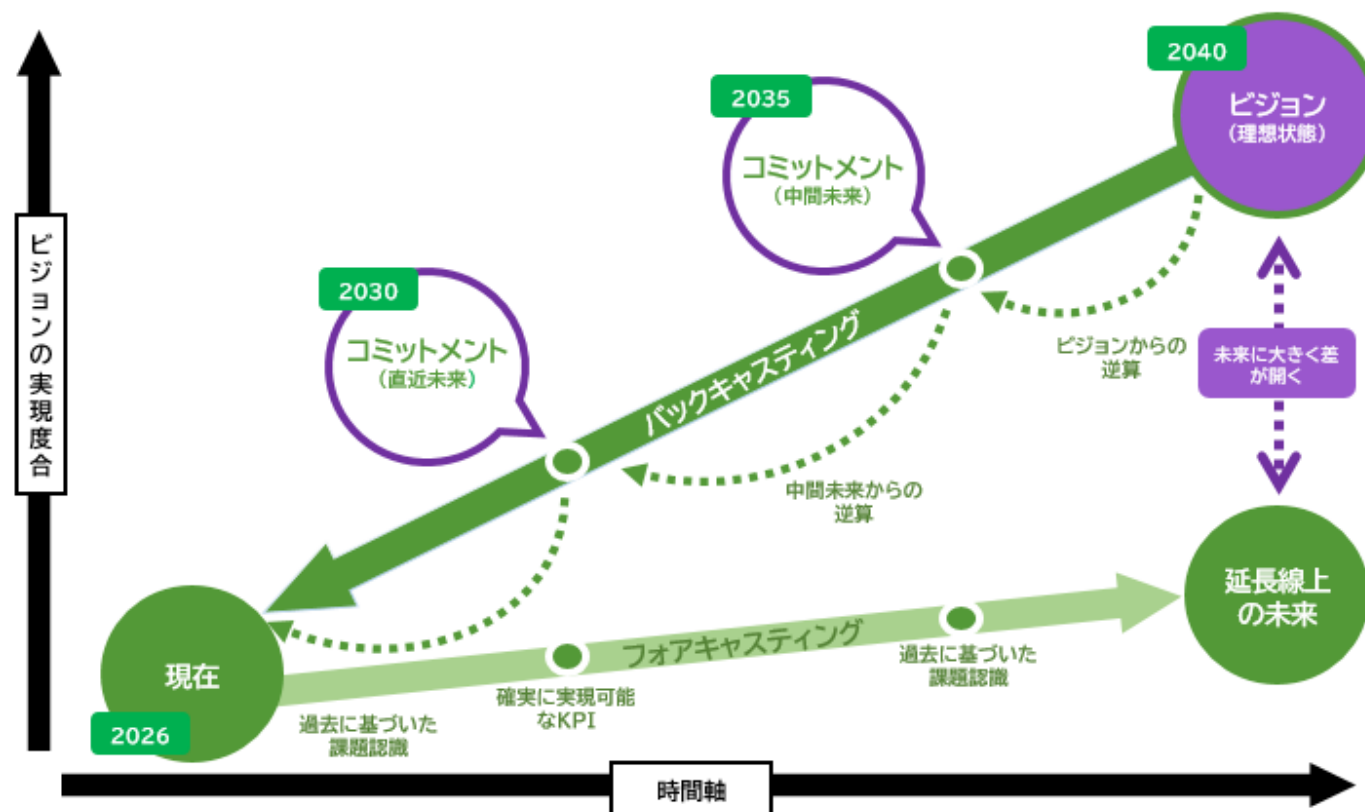 2040
ビジョン
（理想状態）
2035
コミットメント
（中間未来）
2030
コミットメント
（直近未来）
ビジョンの実現度合
バックキャスティング
ビジョンからの
逆算
未来に大きく差
が開く
中間未来からの
逆算
延長線上
の未来
現在
2026
フォアキャスティング
過去に基づいた
課題認識
確実に実現可能
なKPI
過去に基づいた
課題認識
時間軸